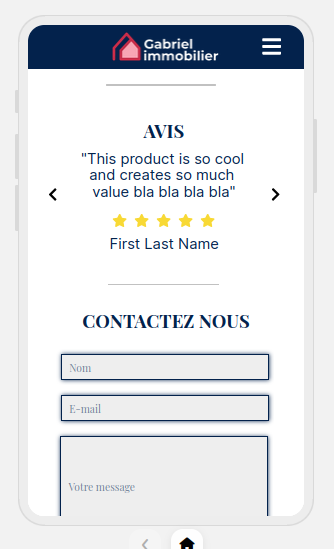 Gabriel
immobilier
AVIS
"This product is so cool
and creates so much
value bla bla bla bla"
First Last Name
CONTACTEZ NOUS
Nom
E-mail
Votre message